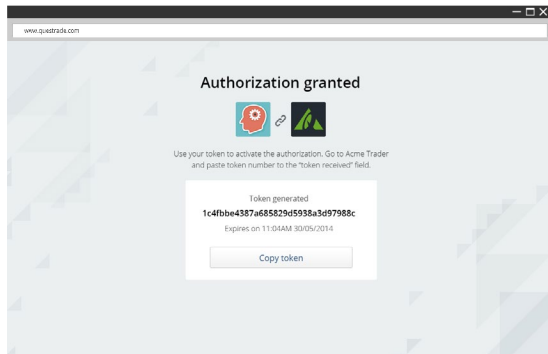 www.questrade.com
Authorization granted
Use your token to activate the authorization. Go to Acme Trader
and paste token number to the "token received" field.
Token generated
1c4fbbe4387a685829d5938a3d97988c
Expires on 11:04AM 30/05/2014
Copy token